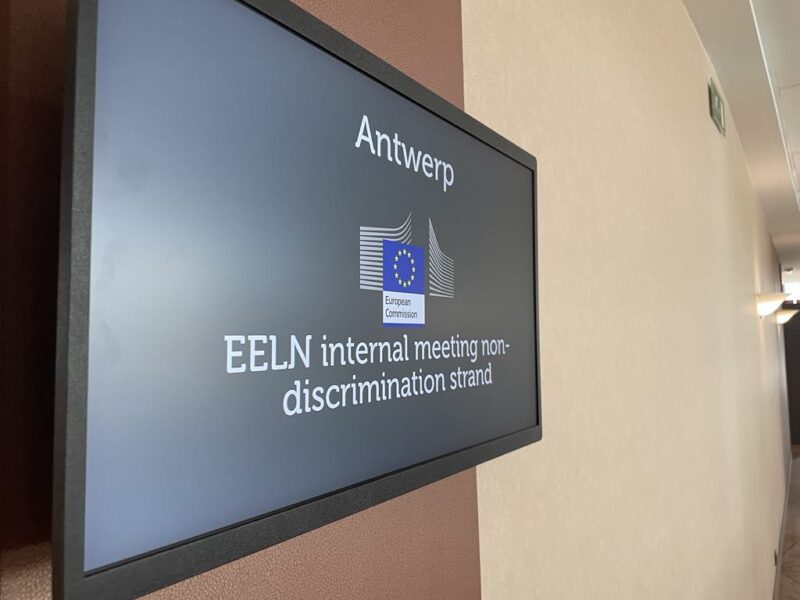 Antwerp
European
Commission
EELN internal meeting non-
discrimination strand